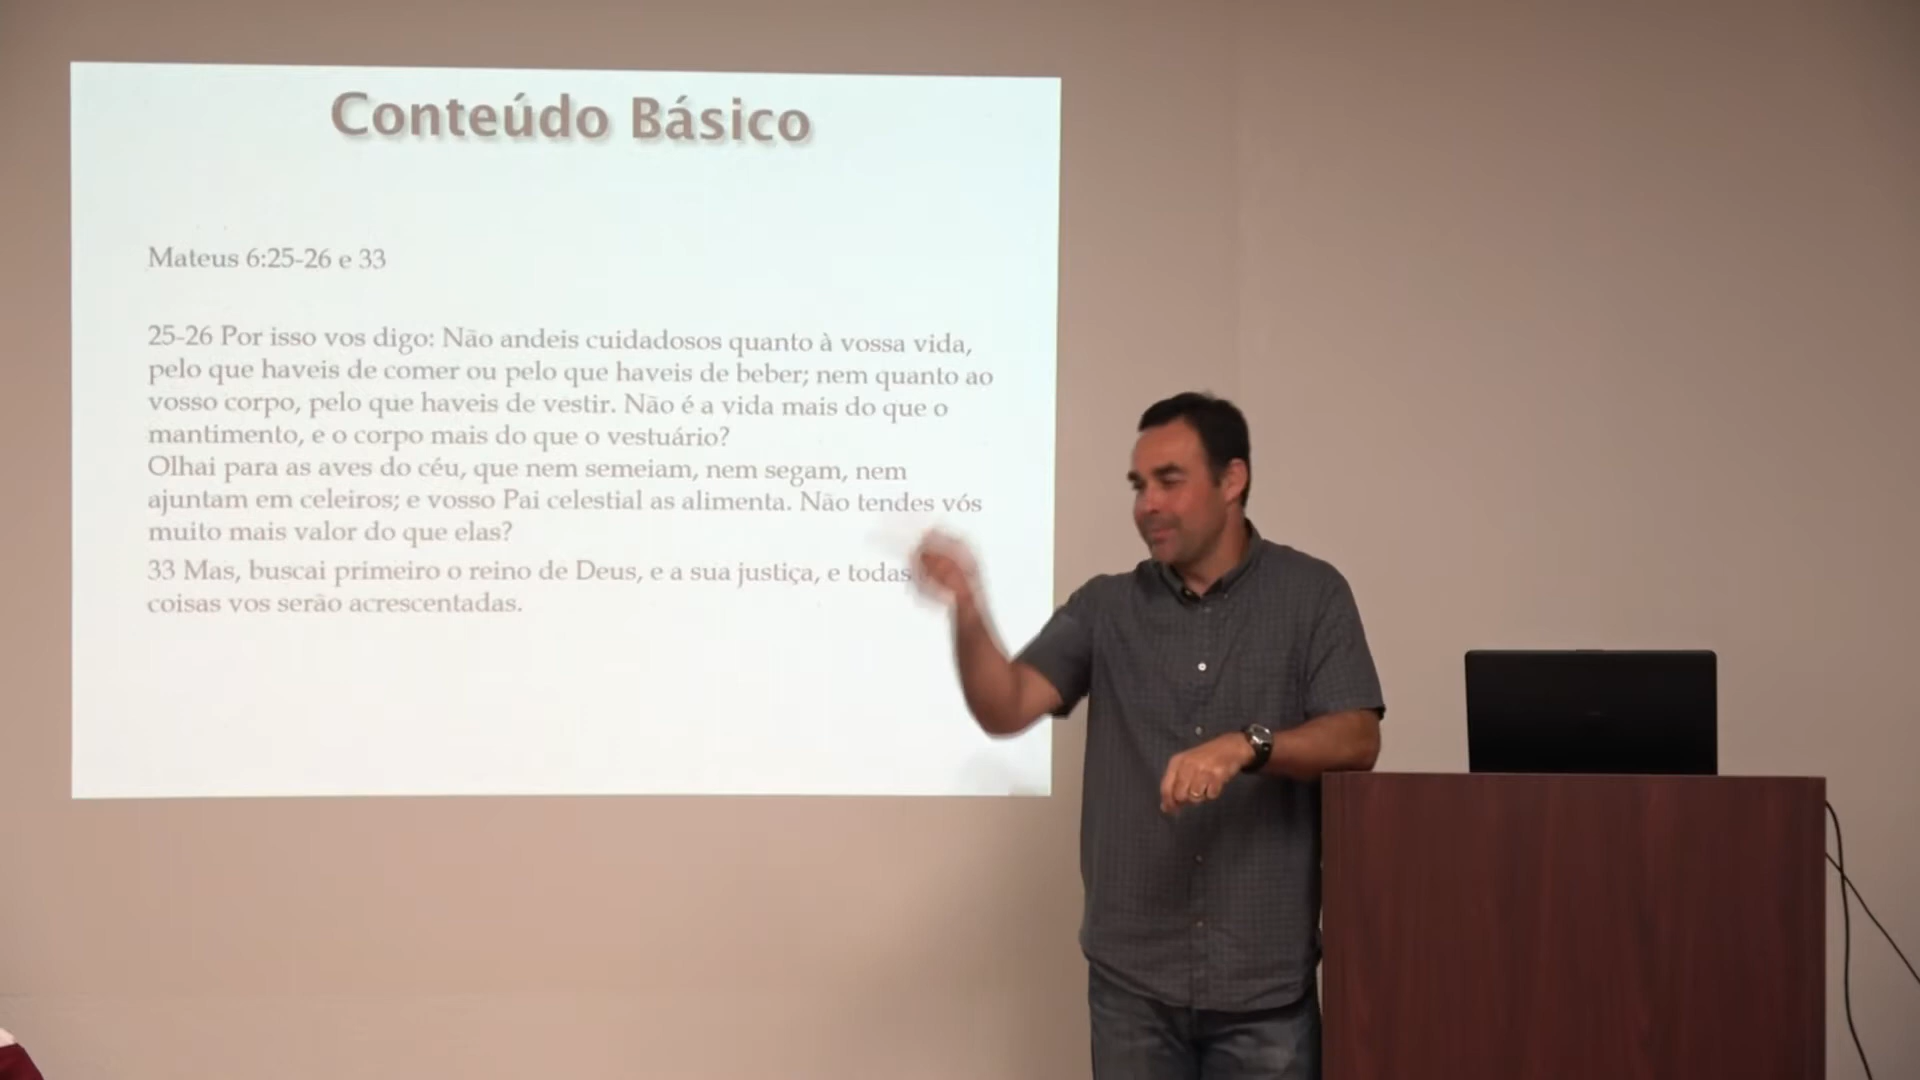 Conteúdo Básico
Mateus 6:25-26 e 33
25-26 Por isso vos digo: Não andeis cuidadosos quanto à vossa vida,
pelo que haveis de comer ou pelo que haveis de beber; nem quanto ao
vosso corpo, pelo que haveis de vestir. Não é a vida mais do que o
mantimento, e o corpo mais do que o vestuário?
Olhai para as aves do céu, que nem semeiam, nem segam, nem
ajuntam em celeiros; e vosso Pai celestial as alimenta. Não tendes vós
muito mais valor do que elas?
33 Mas, buscai primeiro o reino de Deus, e a sua justiça, e todas
coisas vos serão acrescentadas.